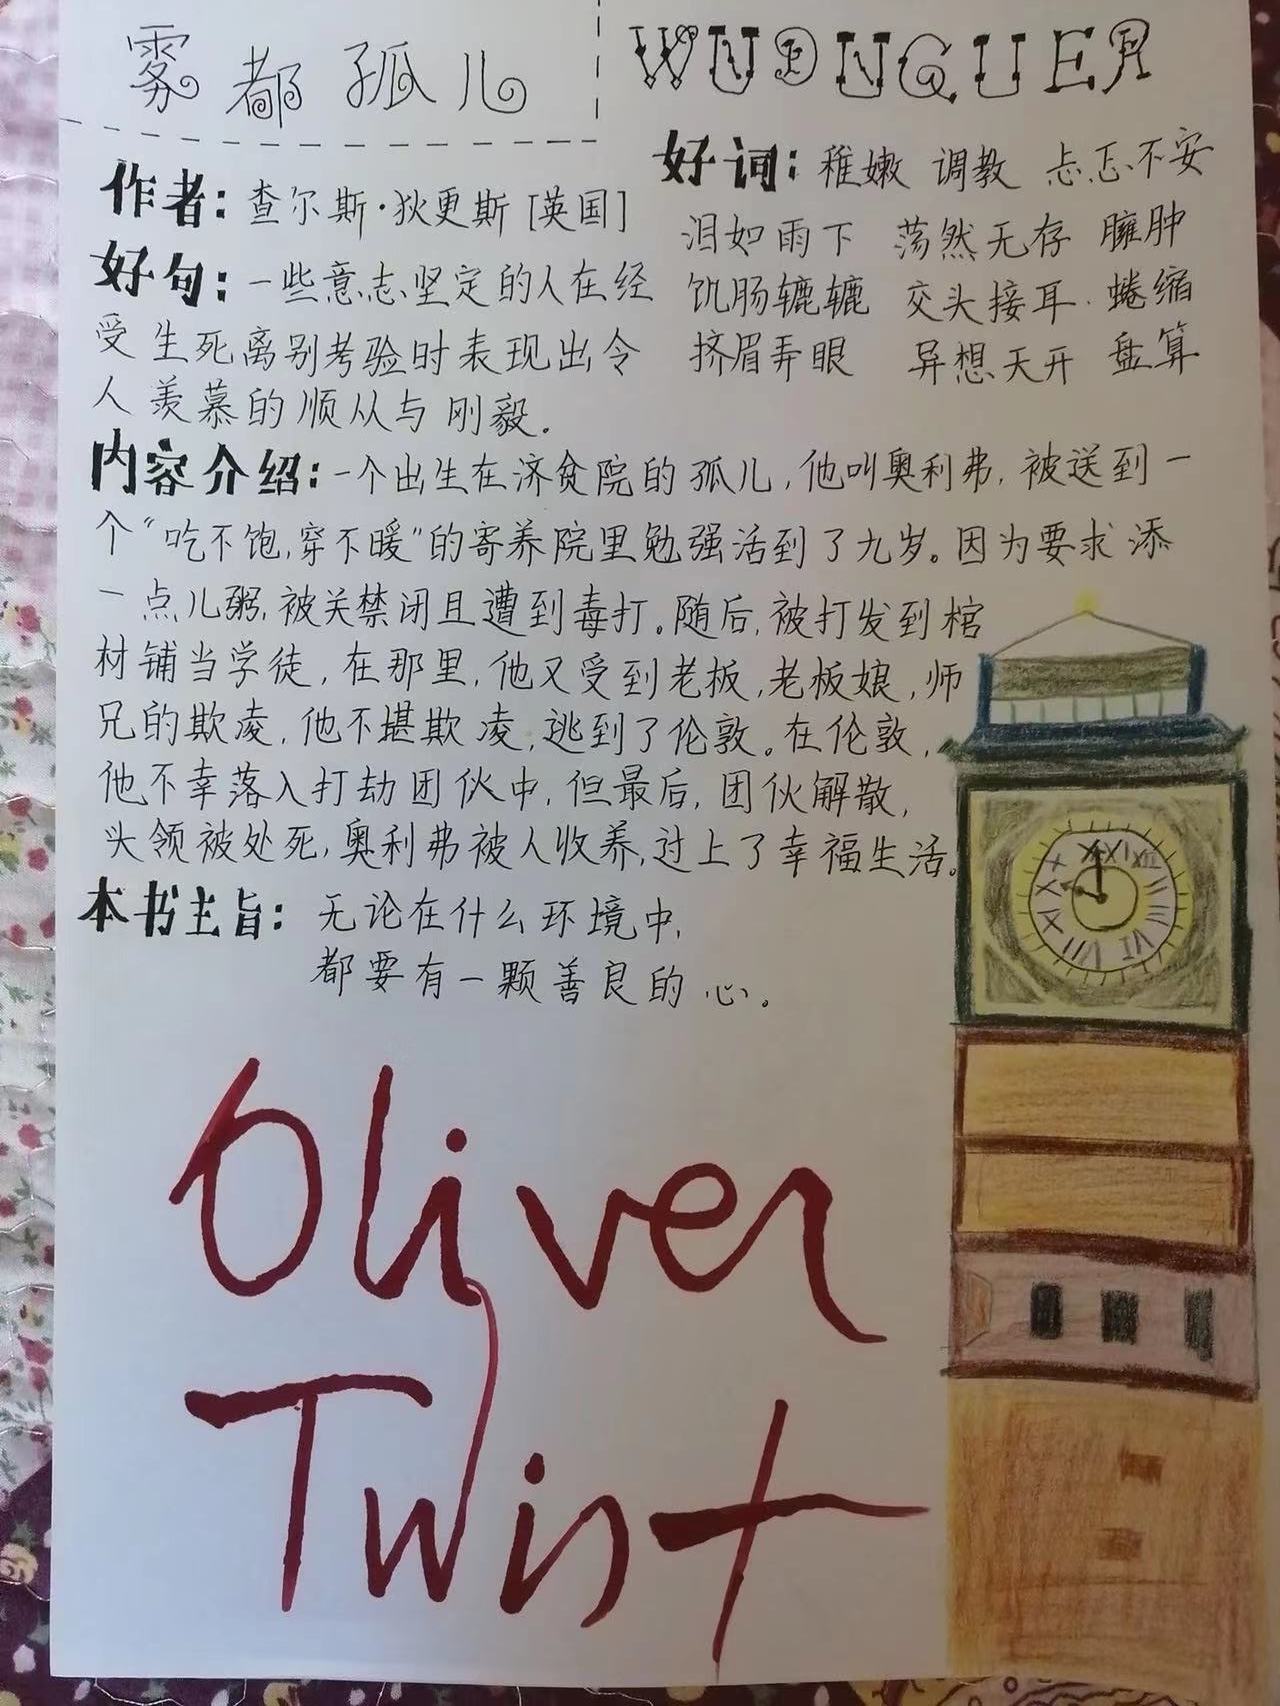 雾都孤儿
WUDUNGUER
作者：查尔斯·狄更斯［英国］
好句：一些意志坚定的人在经
受生死离别考验时表现出令
人羡慕的顺从与刚毅．
好词：稚嫩 调教 忐忑不安
泪如雨下 荡然无存 臃肿
饥肠辘辘 交头接耳 蜷缩
挤眉弄眼 异想天开 盘算
内容介绍：一个出生在济贫院的孤儿，他叫奥利弗，被送到一
个“吃不饱，穿不暖”的寄养院里勉强活到了九岁。因为要求添
一点儿粥，被关禁闭且遭到毒打。随后，被打发到棺
材铺当学徒，在那里，他又受到老板，老板娘，师
兄的欺凌，他不堪欺凌，逃到了伦敦。在伦敦，
他不幸落入打劫团伙中，但最后，团伙解散，
头领被处死，奥利弗被人收养，过上了幸福生活。
本书主旨：无论在什么环境中，
都要有一颗善良的心。
Oliver
Twist